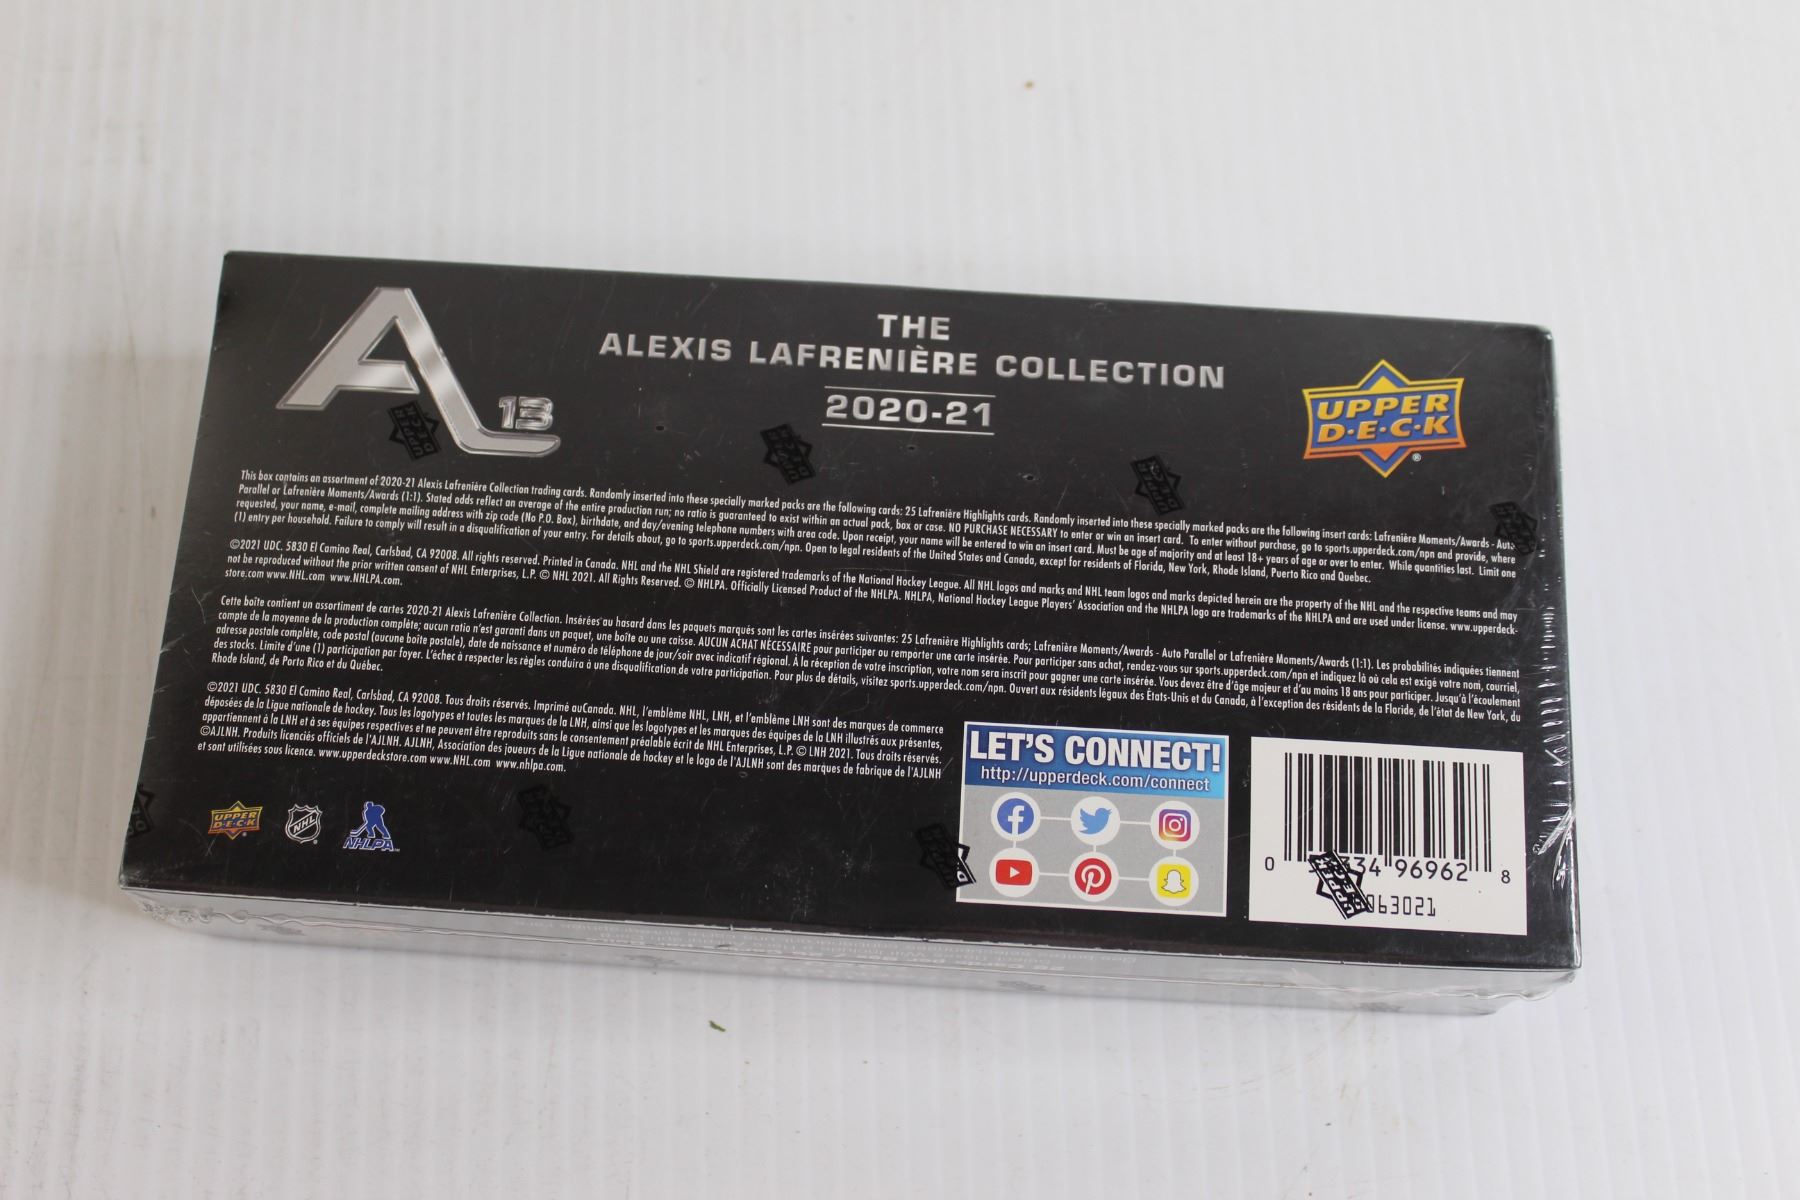 AL 13
THE
ALEXIS LAFRENIÈRE COLLECTION
2020-21
UPPER
D·E·C·K
This box contains an assortment of 2020-21 Alexis Lafrenière Collection trading cards. Randomly inserted into these specially marked packs are the following cards: 25 Lafrenière Highlights cards. Randomly inserted into these specially marked packs are the following insert cards: Lafrenière Moments/Awards - Auto
Parallel or Lafrenière Moments/Awards (1:1). Stated odds reflect an average of the entire production run; no ratio is guaranteed to exist within an actual pack, box or case. NO PURCHASE NECESSARY to enter or win an insert card. To enter without purchase, go to sports.upperdeck.com/npn and provide, where
requested, your name, e-mail, complete mailing address with zip code (No P.O. Box), birthdate, and day/evening telephone numbers with area code. Upon receipt, your name will be entered to win an insert card. Must be age of majority and at least 18+ years of age or over to enter. While quantities last. Limit one
(1) entry per household. Failure to comply will result in a disqualification of your entry. For details about, go to sports.upperdeck.com/npn. Open to legal residents of the United States and Canada, except for residents of Florida, New York, Rhode Island, Puerto Rico and Quebec.
©2021 UDC. 5830 El Camino Real, Carlsbad, CA 92008. All rights reserved. Printed in Canada. NHL and the NHL Shield are registered trademarks of the National Hockey League. All NHL logos and marks and NHL team logos and marks depicted herein are the property of the NHL and the respective teams and may
not be reproduced without the prior written consent of NHL Enterprises, L.P. © NHL 2021. All Rights Reserved. © NHLPA. Officially Licensed Product of the NHLPA. NHLPA, National Hockey League Players' Association and the NHLPA logo are trademarks of the NHLPA and are used under license. www.upperdeck-
store.com www.NHL.com www.NHLPA.com.
Cette boîte contient un assortiment de cartes 2020-21 Alexis Lafrenière Collection. Insérées au hasard dans les paquets marqués sont les cartes insérées suivantes: 25 Lafrenière Highlights cards; Lafrenière Moments/Awards - Auto Parallel or Lafrenière Moments/Awards (1:1). Les probabilités indiquées tiennent
compte de la moyenne de la production complète; aucun ratio n'est garanti dans un paquet, une boîte ou une caisse. AUCUN ACHAT NÉCESSAIRE pour participer ou remporter une carte insérée. Pour participer sans achat, rendez-vous sur sports.upperdeck.com/npn et indiquez là où cela est exigé votre nom, courriel,
adresse postale complète, code postal (aucune boîte postale), date de naissance et numéro de téléphone de jour/soir avec indicatif régional. À la réception de votre inscription, votre nom sera inscrit pour gagner une carte insérée. Vous devez être d'âge majeur et d'au moins 18 ans pour participer. Jusqu'à l'écoulement
des stocks. Limite d'une (1) participation par foyer. L'échec à respecter les règles conduira à une disqualification de votre participation. Pour plus de détails, visitez sports.upperdeck.com/npn. Ouvert aux résidents légaux des États-Unis et du Canada, à l'exception des résidents de la Floride, de l'état de New York, du
Rhode Island, de Porto Rico et du Québec.
©2021 UDC. 5830 El Camino Real, Carlsbad, CA 92008. Tous droits réservés. Imprimé auCanada. NHL, l'emblème NHL, LNH, et l'emblème LNH sont des marques de commerce
déposées de la Ligue nationale de hockey. Tous les logotypes et toutes les marques de la LNH, ainsi que les logotypes et les marques des équipes de la LNH illustrés aux présentes,
appartiennent à la LNH et à ses équipes respectives et ne peuvent être reproduits sans le consentement préalable écrit de NHL Enterprises, L.P. © LNH 2021. Tous droits réservés.
©AJLNH. Produits licenciés officiels de l'AJLNH. AJLNH, Association des joueurs de la Ligue nationale de hockey et le logo de l'AJLNH sont des marques de fabrique de l'AJLNH
et sont utilisées sous licence. www.upperdeckstore.com www.NHL.com www.nhlpa.com.
UPPER D·E·C·K NHL NHLPA
LET'S CONNECT!
http://upperdeck.com/connect
0 34 96962 8
063021